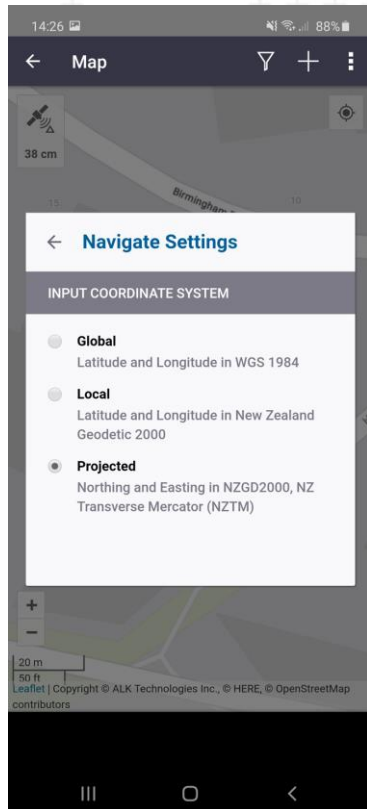 14:26 88%
Map
38 cm
15
Birmingham
10
Navigate Settings
INPUT COORDINATE SYSTEM
Global
Latitude and Longitude in WGS 1984
Local
Latitude and Longitude in New Zealand
Geodetic 2000
Projected
Northing and Easting in NZGD2000, NZ
Transverse Mercator (NZTM)
+
−
20 m
50 ft
Leaflet | Copyright © ALK Technologies Inc., © HERE, © OpenStreetMap
contributors